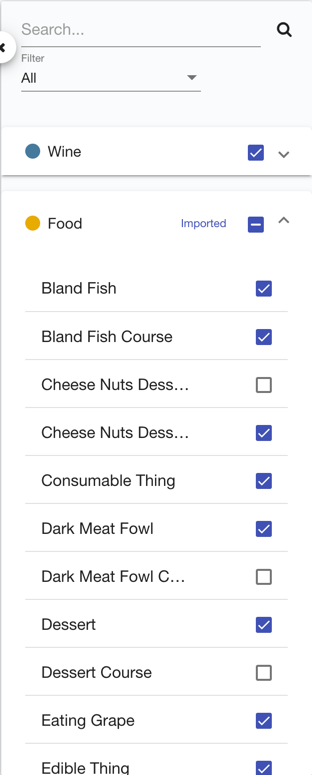 Search...
Filter
All
Wine
Food Imported
Bland Fish
Bland Fish Course
Cheese Nuts Dess...
Cheese Nuts Dess...
Consumable Thing
Dark Meat Fowl
Dark Meat Fowl C...
Dessert
Dessert Course
Eating Grape
Edible Thing